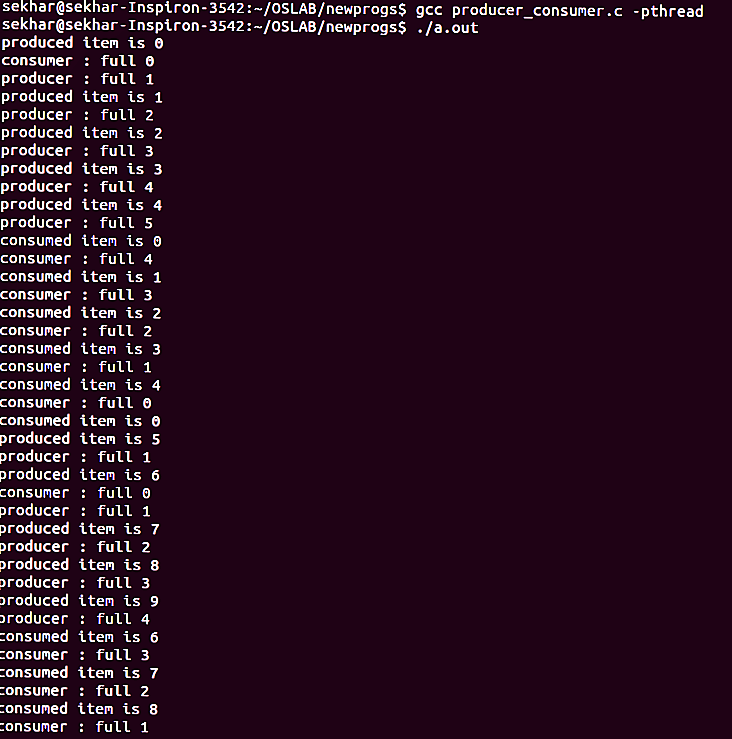 sekhar@sekhar-Inspiron-3542:~/OSLAB/newprogs$ gcc producer_consumer.c -pthread
sekhar@sekhar-Inspiron-3542:~/OSLAB/newprogs$ ./a.out
produced item is 0
consumer : full 0
producer : full 1
produced item is 1
producer : full 2
produced item is 2
producer : full 3
produced item is 3
producer : full 4
produced item is 4
producer : full 5
consumed item is 0
consumer : full 4
consumed item is 1
consumer : full 3
consumed item is 2
consumer : full 2
consumed item is 3
consumer : full 1
consumed item is 4
consumer : full 0
consumed item is 0
produced item is 5
producer : full 1
produced item is 6
consumer : full 0
producer : full 1
produced item is 7
producer : full 2
produced item is 8
producer : full 3
produced item is 9
producer : full 4
consumed item is 6
consumer : full 3
consumed item is 7
consumer : full 2
consumed item is 8
consumer : full 1